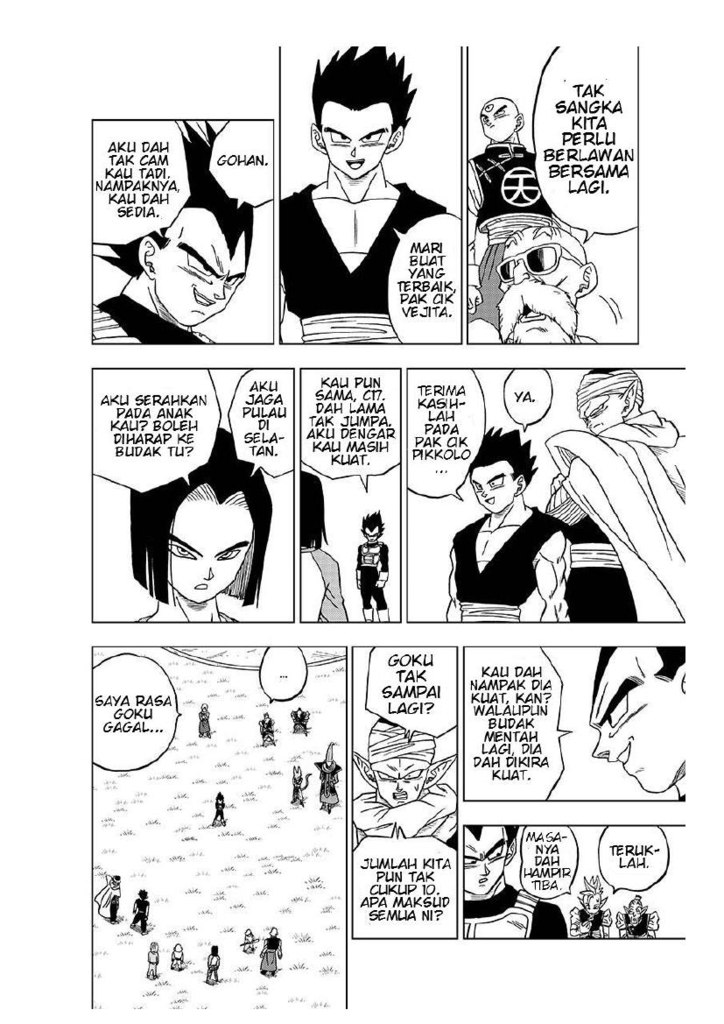 TAK
SANGKA
KITA
PERLU
BERLAWAN
BERSAMA
LAGI.
天
MARI
BUAT
YANG
TERBAIK,
PAK CIK
VEJITA.
GOHAN.
AKU DAH
TAK CAM
KAU TADI.
NAMPAKNYA,
KAU DAH
SEDIA.
YA.
TERIMA
KASIH-
LAH
PADA
PAK CIK
PIKKOLO
...
KAU PUN
SAMA, C17.
DAH LAMA
TAK JUMPA.
AKU DENGAR
KAU MASIH
KUAT.
AKU
JAGA
PULAU
DI
SELA-
TAN.
AKU SERAHKAN
PADA ANAK
KAU? BOLEH
DIHARAP KE
BUDAK TU?
KAU DAH
NAMPAK DIA
KUAT, KAN?
WALAUPUN
BUDAK
MENTAH
LAGI, DIA
DAH DIKIRA
KUAT.
TERUK-
LAH.
MASA-
NYA
DAH
HAMPIR
TIBA.
GOKU
TAK
SAMPAI
LAGI?
JUMLAH KITA
PUN TAK
CUKUP 10.
APA MAKSUD
SEMUA NI?
...
SAYA RASA
GOKU
GAGAL...